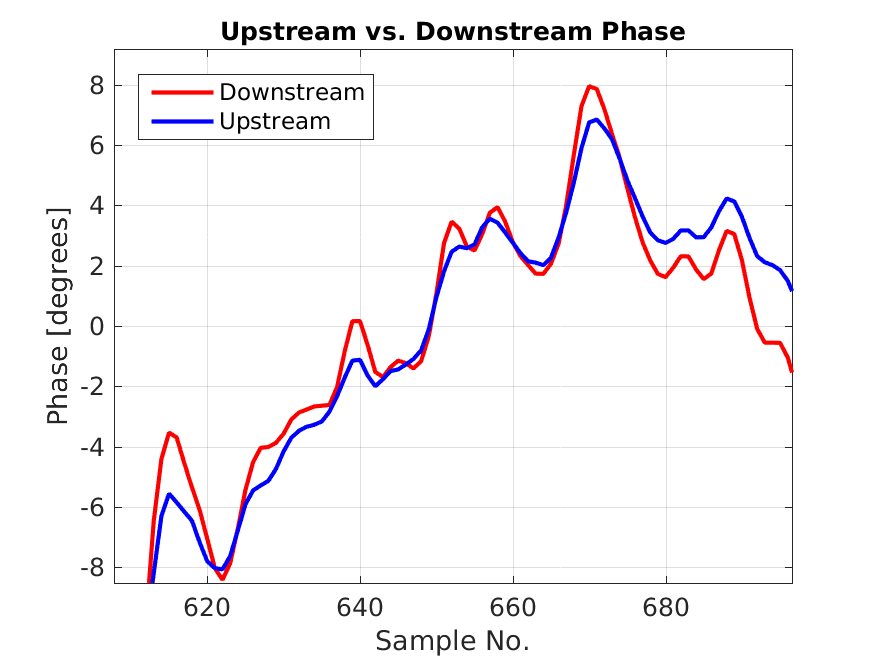 Upstream vs. Downstream Phase
Downstream
Upstream
8
6
4
2
0
-2
-4
-6
-8
Phase [degrees]
620 640 660 680
Sample No.